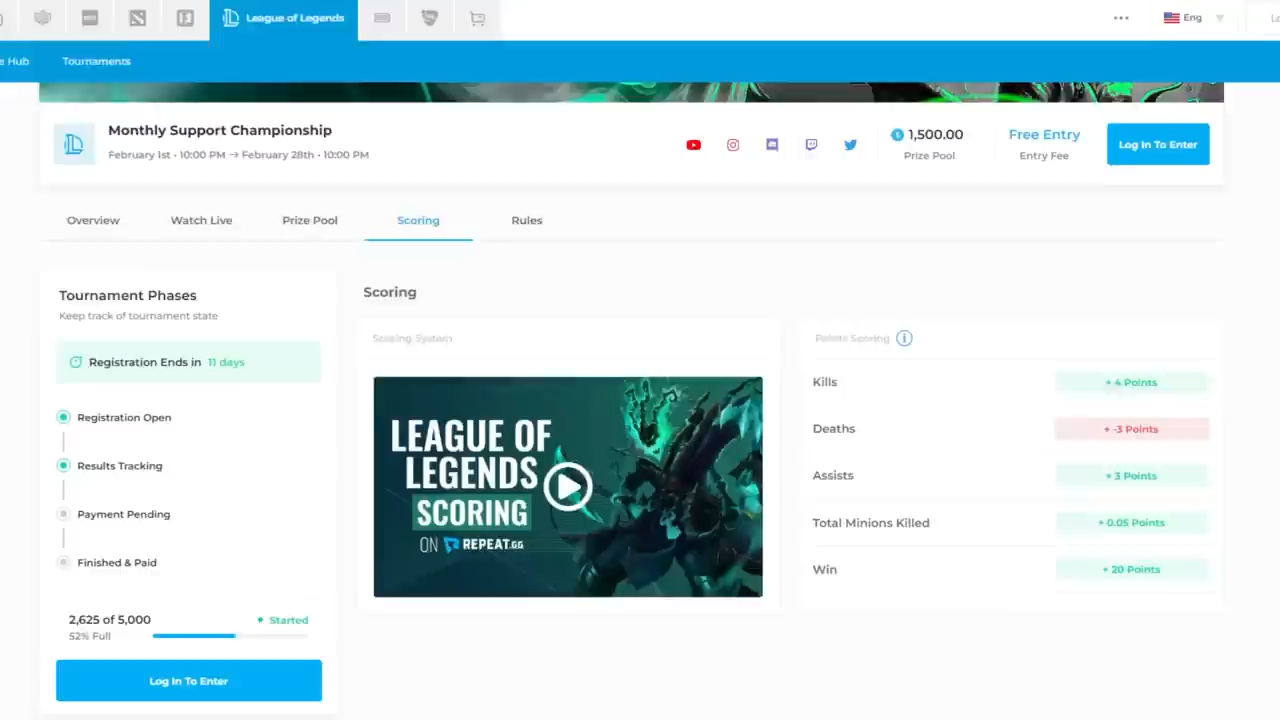 League of Legends
Eng
e Hub
Tournaments
Monthly Support Championship
February 1st • 10:00 PM → February 28th • 10:00 PM
1,500.00
Prize Pool
Free Entry
Entry Fee
Log In To Enter
Overview
Watch Live
Prize Pool
Scoring
Rules
Tournament Phases
Keep track of tournament state
Registration Ends in 11 days
Registration Open
Results Tracking
Payment Pending
Finished & Paid
2,625 of 5,000
Started
52% Full
Log In To Enter
Scoring
Scoring System
LEAGUE OF
LEGENDS
SCORING
ON REPEAT.GG
Points Scoring
Kills
+ 4 Points
Deaths
+ -3 Points
Assists
+ 3 Points
Total Minions Killed
+ 0.05 Points
Win
+ 20 Points